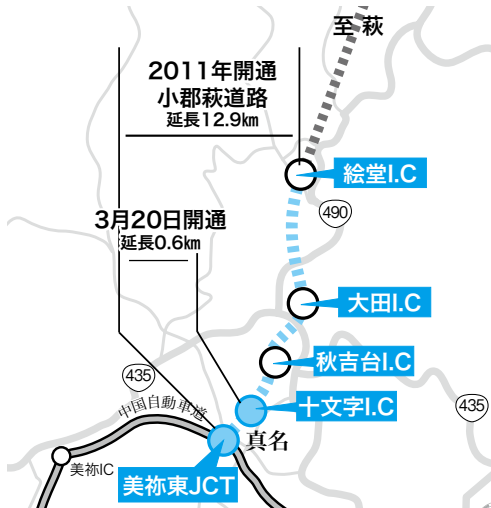 至萩
2011年開通
小郡萩道路
延長12.9km
絵堂I.C
490
3月20日開通
延長0.6km
大田I.C
秋吉台I.C
435
十文字I.C
435
中国自動車道
真名
美祢IC
美祢東JCT